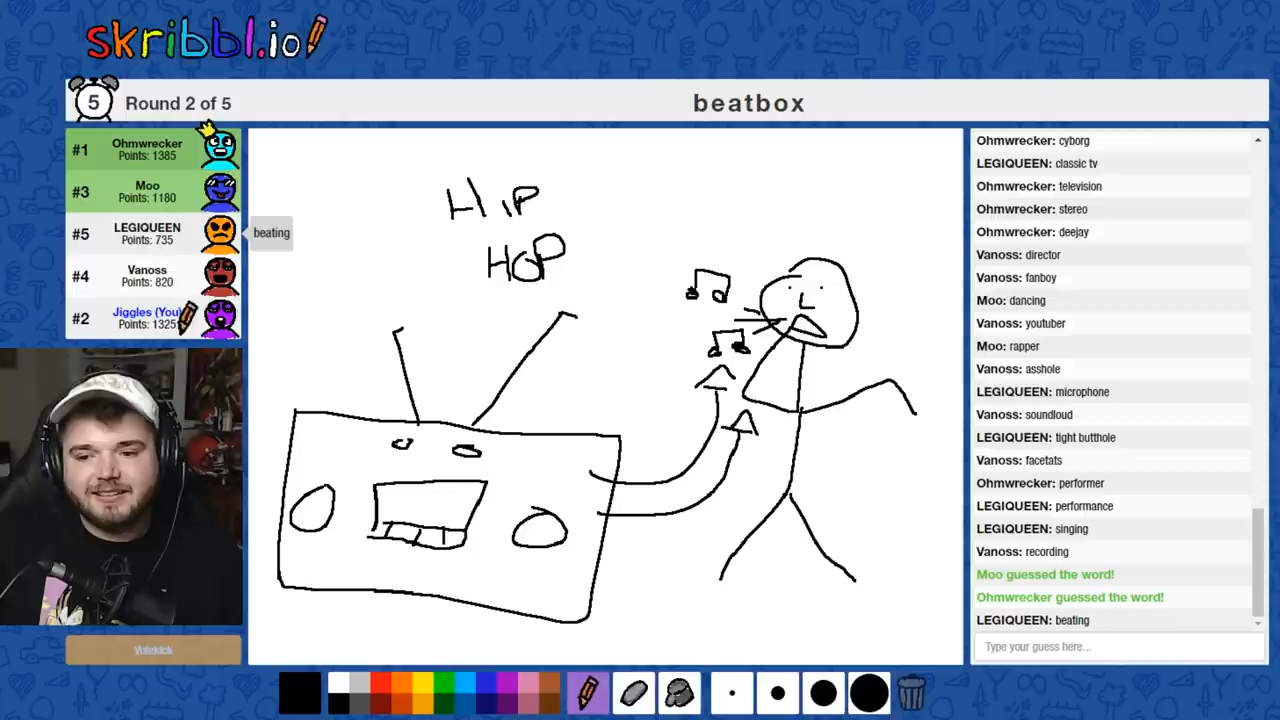 skribbl.io
5
Round 2 of 5
beatbox
#1
Ohmwrecker
Points: 1385
#3
Moo
Points: 1180
#5
LEGIQUEEN
Points: 735
beating
#4
Vanoss
Points: 820
#2
Jiggles (You)
Points: 1325
Votekick
HIP
HOP
Ohmwrecker: cyborg
LEGIQUEEN: classic tv
Ohmwrecker: television
Ohmwrecker: stereo
Ohmwrecker: deejay
Vanoss: director
Vanoss: fanboy
Moo: dancing
Vanoss: youtuber
Moo: rapper
Vanoss: asshole
LEGIQUEEN: microphone
Vanoss: soundloud
LEGIQUEEN: tight butthole
Vanoss: facetats
Ohmwrecker: performer
LEGIQUEEN: performance
LEGIQUEEN: singing
Vanoss: recording
Moo guessed the word!
Ohmwrecker guessed the word!
LEGIQUEEN: beating
Type your guess here...